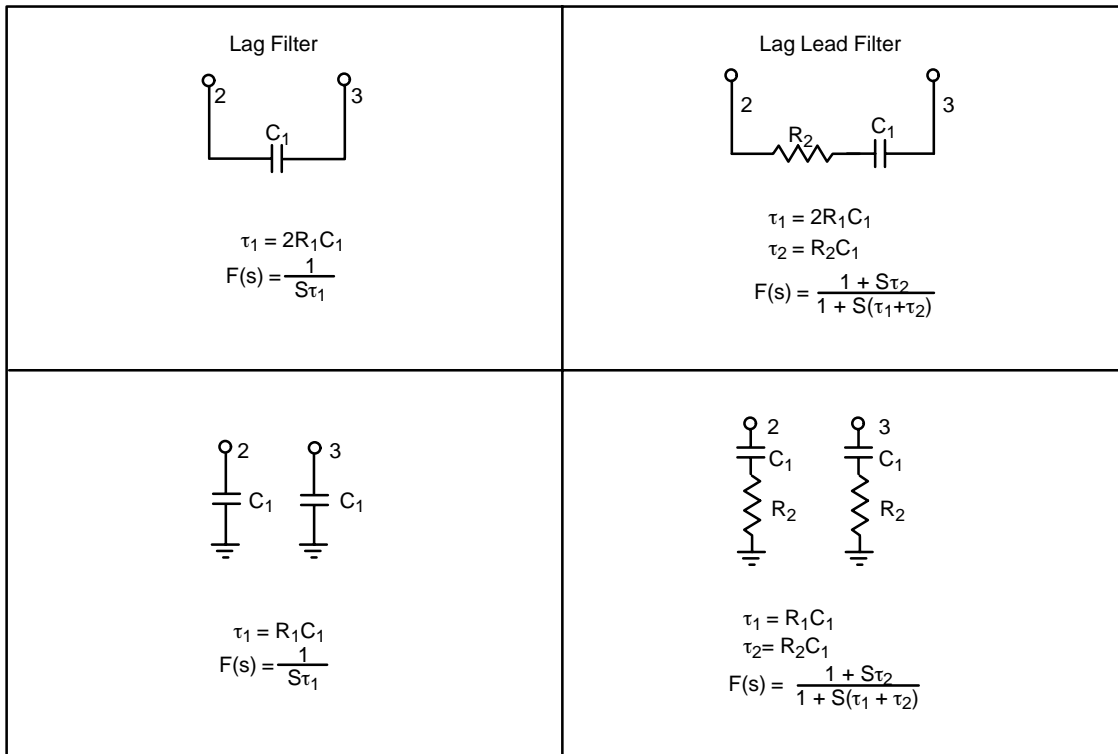 Lag Filter
2
3
C₁
τ₁ = 2R₁C₁
F(s) = 1 / Sτ₁
Lag Lead Filter
2
3
R₂
C₁
τ₁ = 2R₁C₁
τ₂ = R₂C₁
F(s) = 1 + Sτ₂ / 1 + S(τ₁+τ₂)
2
3
C₁
C₁
τ₁ = R₁C₁
F(s) = 1 / Sτ₁
2
3
C₁
C₁
R₂
R₂
τ₁ = R₁C₁
τ₂= R₂C₁
F(s) = 1 + Sτ₂ / 1 + S(τ₁ + τ₂)